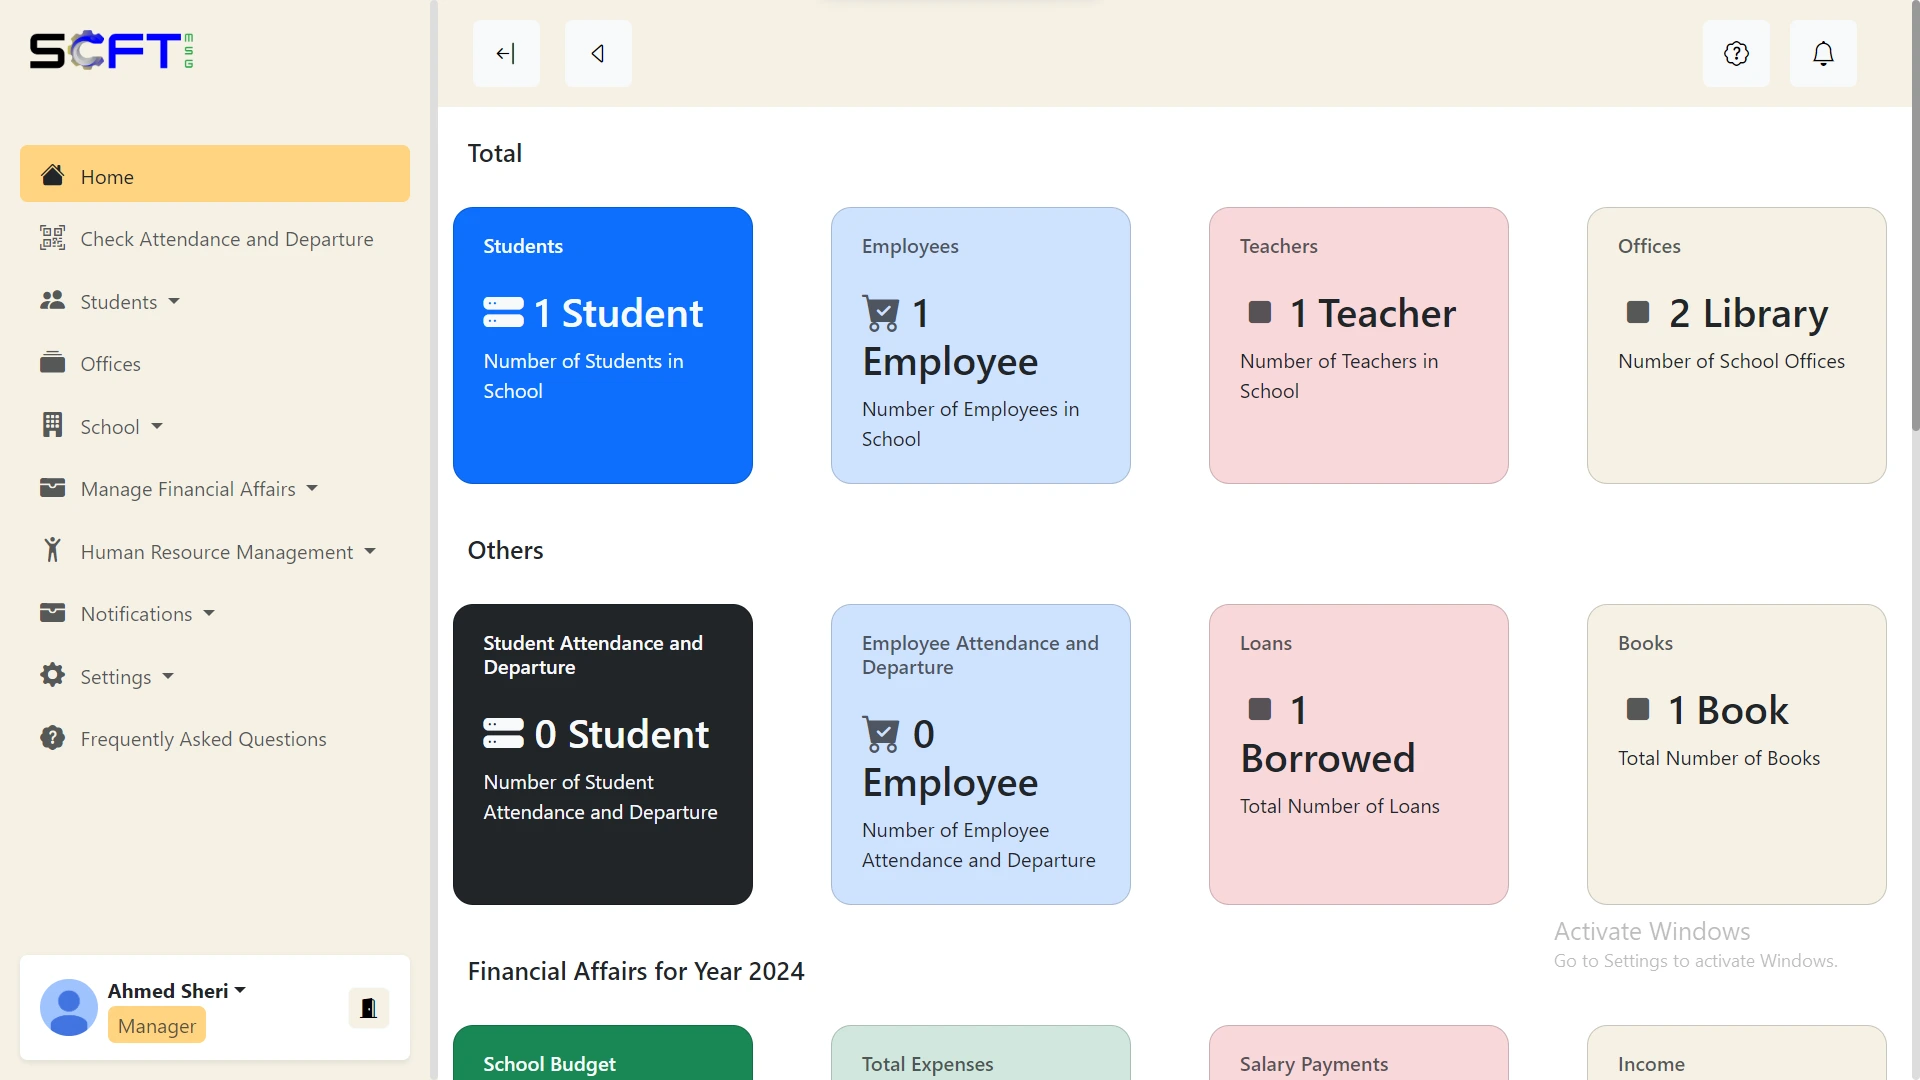 SCFT
MSG
Home
Check Attendance and Departure
Students
Offices
School
Manage Financial Affairs
Human Resource Management
Notifications
Settings
Frequently Asked Questions
Ahmed Sheri
Manager
Total
Students
1 Student
Number of Students in
School
Employees
1
Employee
Number of Employees in
School
Teachers
1 Teacher
Number of Teachers in
School
Offices
2 Library
Number of School Offices
Others
Student Attendance and
Departure
0 Student
Number of Student
Attendance and Departure
Employee Attendance and
Departure
0
Employee
Number of Employee
Attendance and Departure
Loans
1
Borrowed
Total Number of Loans
Books
1 Book
Total Number of Books
Activate Windows
Go to Settings to activate Windows.
Financial Affairs for Year 2024
School Budget
Total Expenses
Salary Payments
Income